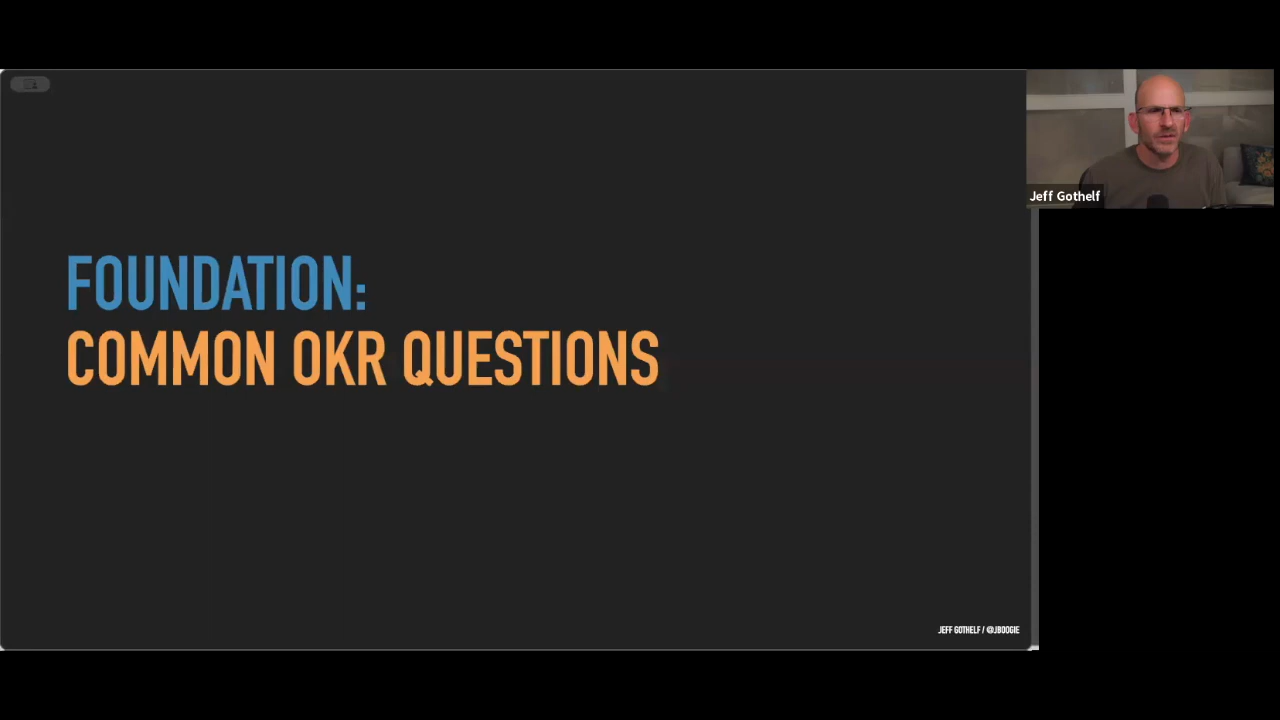 FOUNDATION:
COMMON OKR QUESTIONS
Jeff Gothelf
JEFF GOTHELF / @JBOOGIE